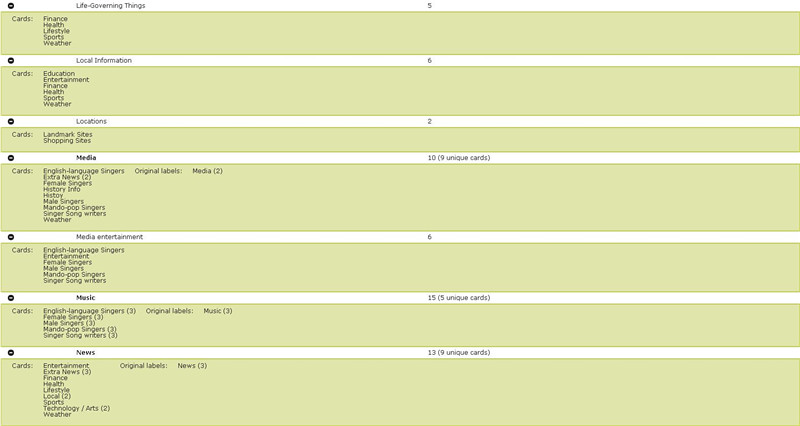 Life-Governing Things 5
Cards: Finance
Health
Lifestyle
Sports
Weather
Local Information 6
Cards: Education
Entertainment
Finance
Health
Sports
Weather
Locations 2
Cards: Landmark Sites
Shopping Sites
Media 10 (9 unique cards)
Cards: English-language Singers Original labels: Media (2)
Extra News (2)
Female Singers
History Info
Histoy
Male Singers
Mando-pop Singers
Singer Song writers
Weather
Media entertainment 6
Cards: English-language Singers
Entertainment
Female Singers
Male Singers
Mando-pop Singers
Singer Song writers
Music 15 (5 unique cards)
Cards: English-language Singers (3) Original labels: Music (3)
Female Singers (3)
Male Singers (3)
Mando-pop Singers (3)
Singer Song writers (3)
News 13 (9 unique cards)
Cards: Entertainment Original labels: News (3)
Extra News (3)
Finance
Health
Lifestyle
Local (2)
Sports
Technology / Arts (2)
Weather